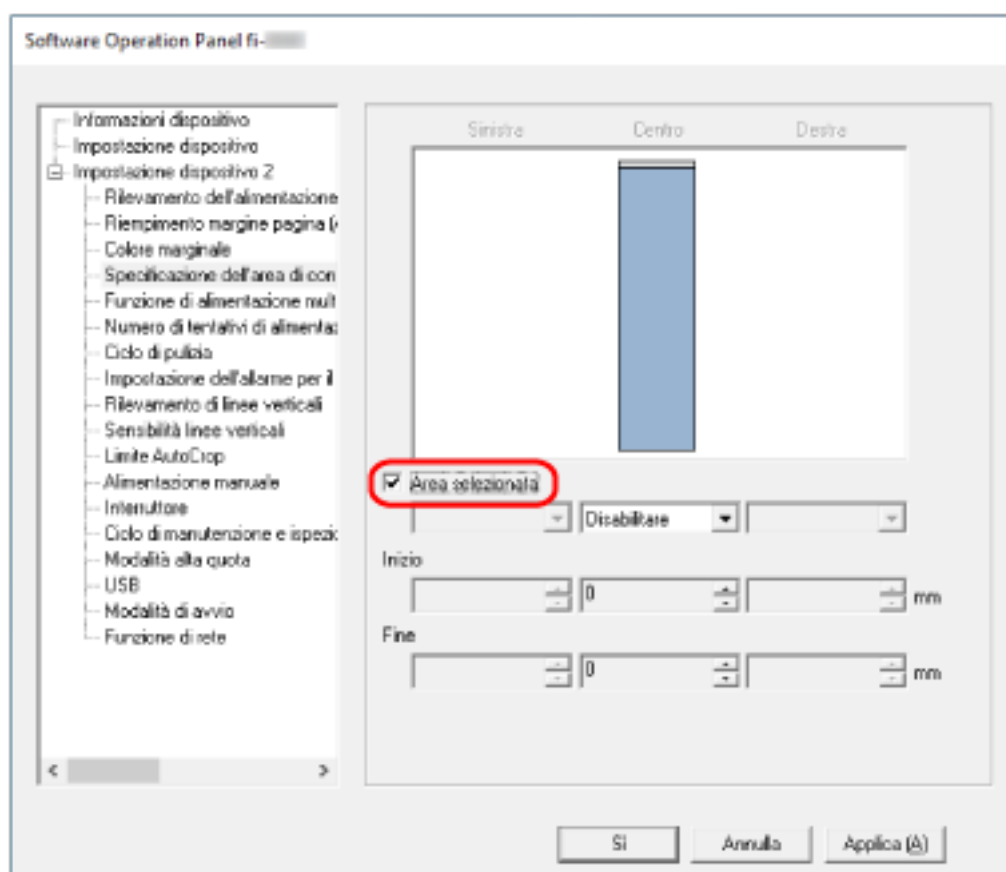 Software Operation Panel fi-
Informazioni dispositivo
Impostazione dispositivo
Impostazione dispositivo 2
Rilevamento dell'alimentazione
Riempimento margine pagina (
Colore marginale
Specificazione dell'area di con
Funzione di alimentazione mult
Numero di tentativi di alimentaz
Ciclo di pulizia
Impostazione dell'allarme per il
Rilevamento di linee verticali
Sensibilità linee verticali
Limite AutoCrop
Alimentazione manuale
Interruttore
Ciclo di manutenzione e ispezio
Modalità alta quota
USB
Modalità di avvio
Funzione di rete
Sinistra Centro Destra
Area selezionata
Disabilitare
Inizio
0 mm
Fine
0 mm
Sì Annulla Applica (A)